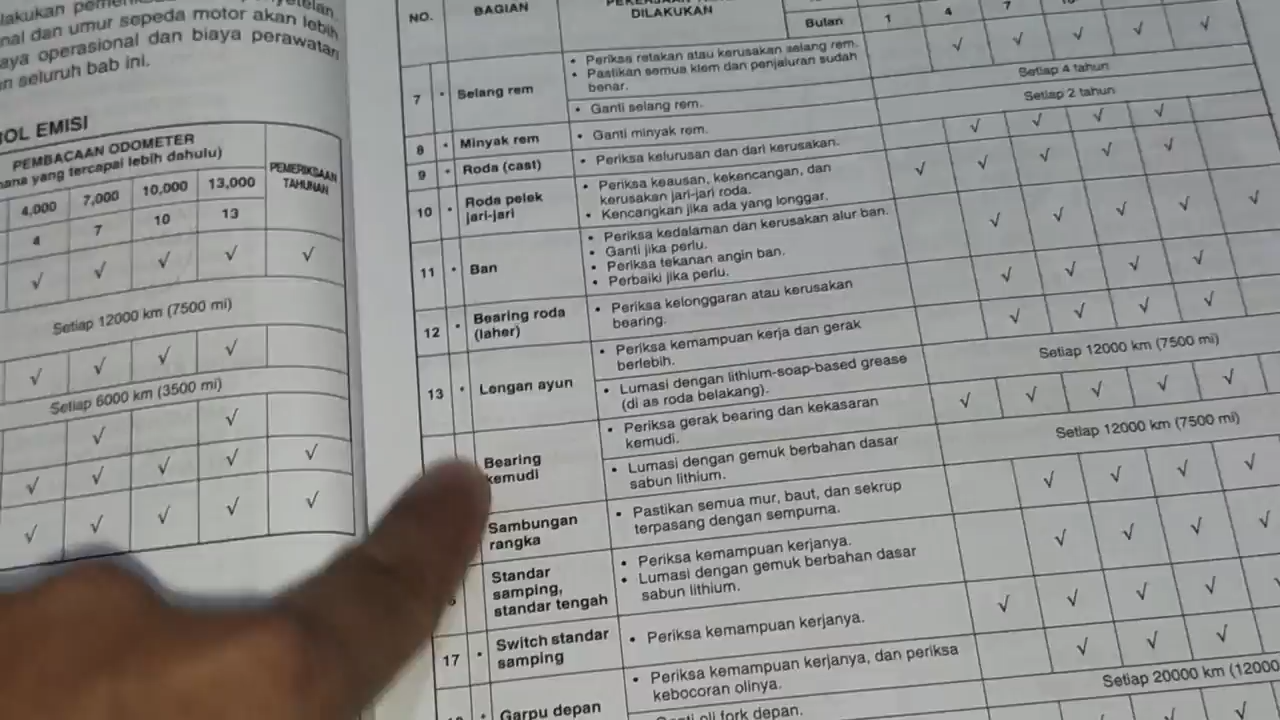 lakukan
nal dan umur sepeda motor akan lebih
aya operasional dan biaya perawatan
n seluruh bab ini.
OL EMISI
PEMBACAAN ODOMETER
ana yang tercapai lebih dahulu)
PEMERIKSAAN
TAHUNAN
4,000 7,000 10,000 13,000
4 7 10 13
√ √ √ √ √
Setiap 12000 km (7500 mi)
√ √ √ √
Setiap 6000 km (3500 mi)
√ √
√ √ √ √ √
√ √ √ √ √
NO. BAGIAN
DILAKUKAN
Bulan 1 4 7
7 • Selang rem
• Periksa retakan atau kerusakan selang rem.
• Pastikan semua klem dan penjaluran sudah
benar.
√ √ √ √ √
• Ganti selang rem.
Setiap 4 tahun
8 • Minyak rem • Ganti minyak rem. Setiap 2 tahun
9 • Roda (cast) • Periksa kelurusan dan dari kerusakan. √ √ √ √
10 • Roda pelek
jari-jari
• Periksa keausan, kekencangan, dan
kerusakan jari-jari roda.
• Kencangkan jika ada yang longgar.
√ √ √ √ √
11 • Ban
• Periksa kedalaman dan kerusakan alur ban.
• Ganti jika perlu.
• Periksa tekanan angin ban.
• Perbaiki jika perlu.
√ √ √ √ √
12 • Bearing roda
(laher)
• Periksa kelonggaran atau kerusakan
bearing.
√ √ √ √
13 • Lengan ayun
• Periksa kemampuan kerja dan gerak
berlebih.
√ √ √ √
• Lumasi dengan lithium-soap-based grease
(di as roda belakang).
Setiap 12000 km (7500 mi)
Bearing
kemudi
• Periksa gerak bearing dan kekasaran
kemudi.
√ √ √ √ √
• Lumasi dengan gemuk berbahan dasar
sabun lithium.
Setiap 12000 km (7500 mi)
Sambungan
rangka
• Pastikan semua mur, baut, dan sekrup
terpasang dengan sempurna.
√ √ √ √
Standar
samping,
standar tengah
• Periksa kemampuan kerjanya.
• Lumasi dengan gemuk berbahan dasar
sabun lithium.
√ √ √ √
17 • Switch standar
samping
• Periksa kemampuan kerjanya.
√ √ √ √
• Garpu depan
• Periksa kemampuan kerjanya, dan periksa
kebocoran olinya.
√ √ √
oli fork depan.
Setiap 20000 km (12000